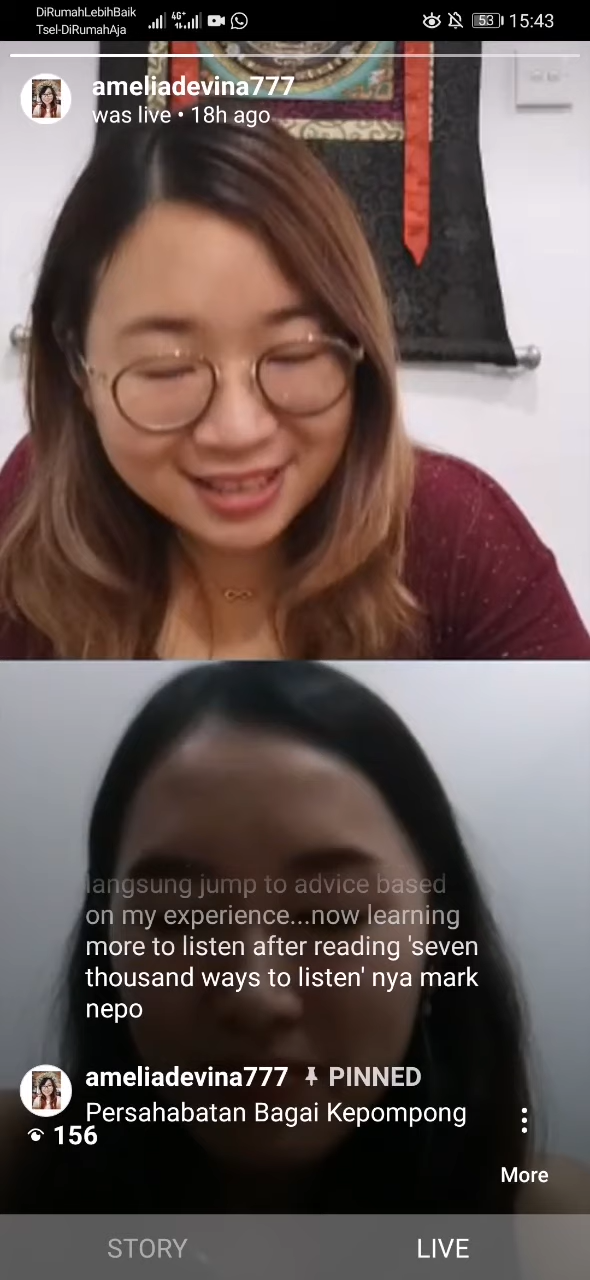 DiRumahLebihBaik
Tsel-DiRumahAja
4G+
53
15:43
ameliadevina777
was live • 18h ago
langsung jump to advice based
on my experience...now learning
more to listen after reading 'seven
thousand ways to listen' nya mark
nepo
ameliadevina777 PINNED
Persahabatan Bagai Kepompong
156
More
STORY
LIVE